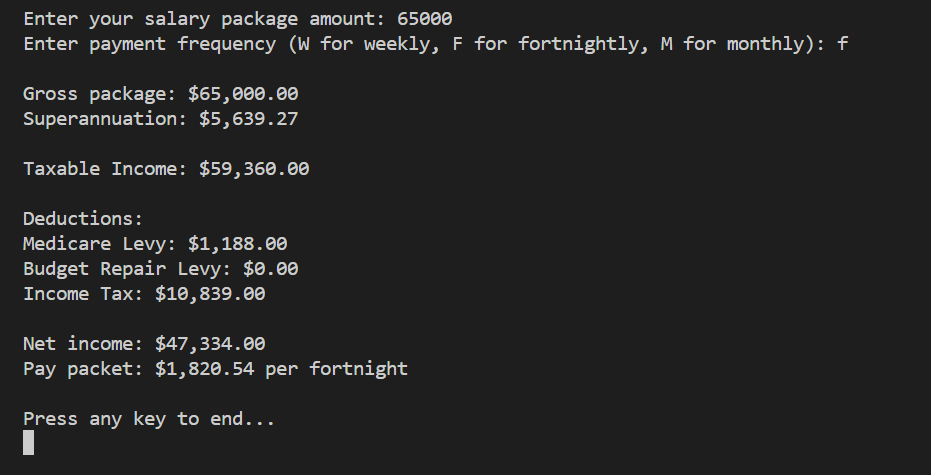 Enter your salary package amount: 65000
Enter payment frequency (W for weekly, F for fortnightly, M for monthly): f
Gross package: $65,000.00
Superannuation: $5,639.27
Taxable Income: $59,360.00
Deductions:
Medicare Levy: $1,188.00
Budget Repair Levy: $0.00
Income Tax: $10,839.00
Net income: $47,334.00
Pay packet: $1,820.54 per fortnight
Press any key to end...